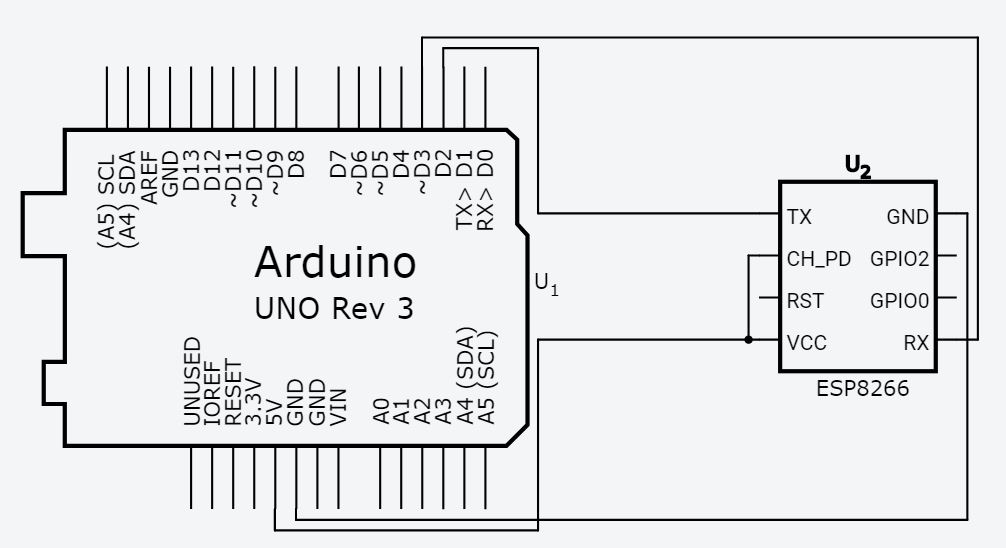 (A5) SCL
(A4) SDA
AREF
GND
D13
D12
~D11
~D10
~D9
D8
D7
~D6
~D5
D4
~D3
D2
TX> D1
RX> D0
Arduino
UNO Rev 3
U1
UNUSED
IOREF
RESET
3.3V
5V
GND
GND
VIN
A0
A1
A2
A3
A4 (SDA)
A5 (SCL)
U2
TX
GND
CH_PD
GPIO2
RST
GPIO0
VCC
RX
ESP8266